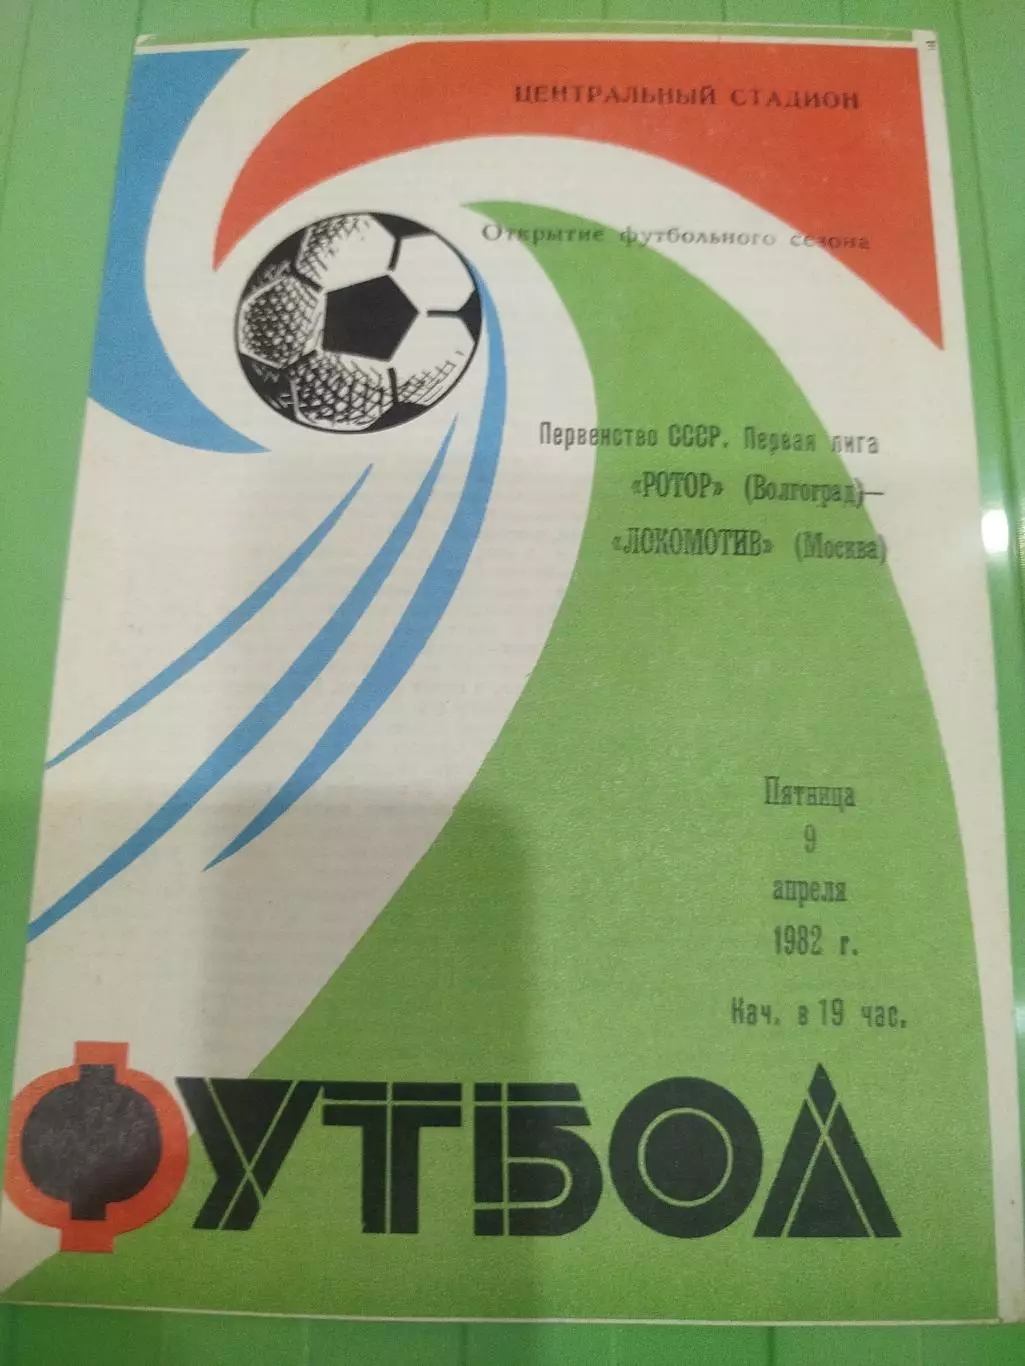 ЦЕНТРАЛЬНЫЙ СТАДИОН
Открытие футбольного сезона
Первенство СССР. Первая лига
«РОТОР» (Волгоград)—
«ЛОКОМОТИВ» (Москва)
Пятница
9
апреля
1982 г.
Нач. в 19 час.
ФУТБОЛ